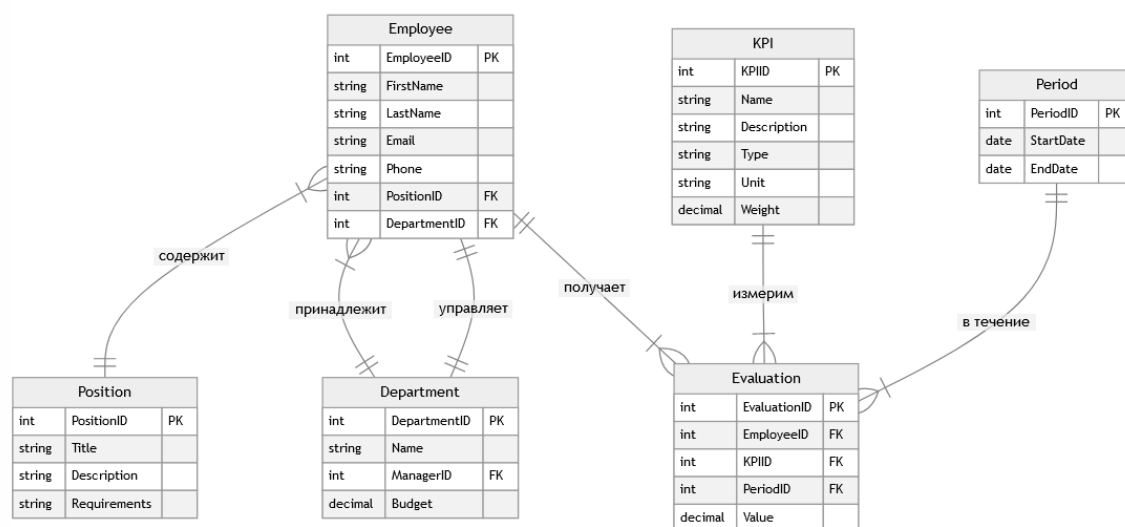 Employee
int EmployeeID PK
string FirstName
string LastName
string Email
string Phone
int PositionID FK
int DepartmentID FK
KPI
int KPIID PK
string Name
string Description
string Type
string Unit
decimal Weight
Period
int PeriodID PK
date StartDate
date EndDate
содержит
принадлежит
управляет
получает
измерим
в течение
Position
int PositionID PK
string Title
string Description
string Requirements
Department
int DepartmentID PK
string Name
int ManagerID FK
decimal Budget
Evaluation
int EvaluationID PK
int EmployeeID FK
int KPIID FK
int PeriodID FK
decimal Value